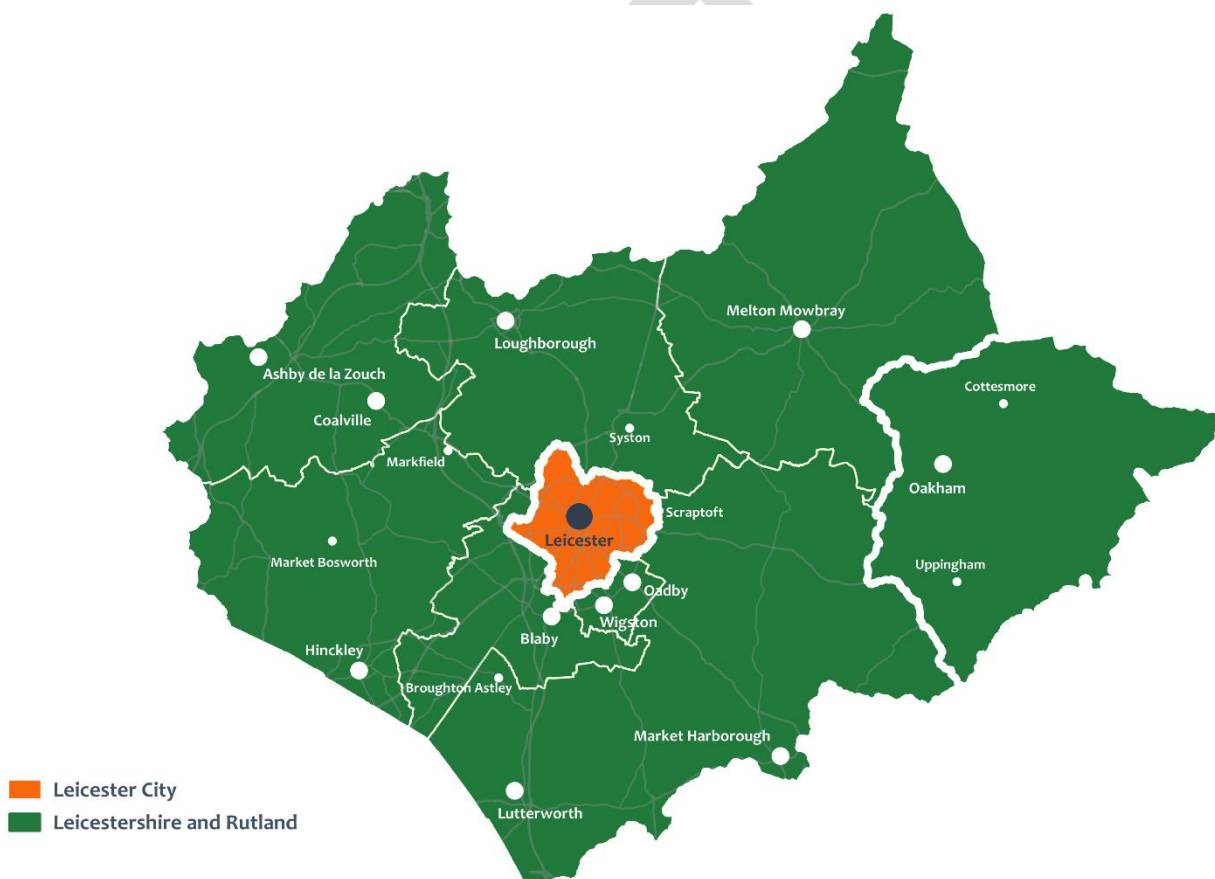 Melton Mowbray
Loughborough
Ashby de la Zouch
Cottesmore
Coalville
Syston
Markfield
Oakham
Scraptoft
Leicester
Market Bosworth
Uppingham
Oadby
Wigston
Blaby
Hinckley
Broughton Astley
Market Harborough
Leicester City
Lutterworth
Leicestershire and Rutland